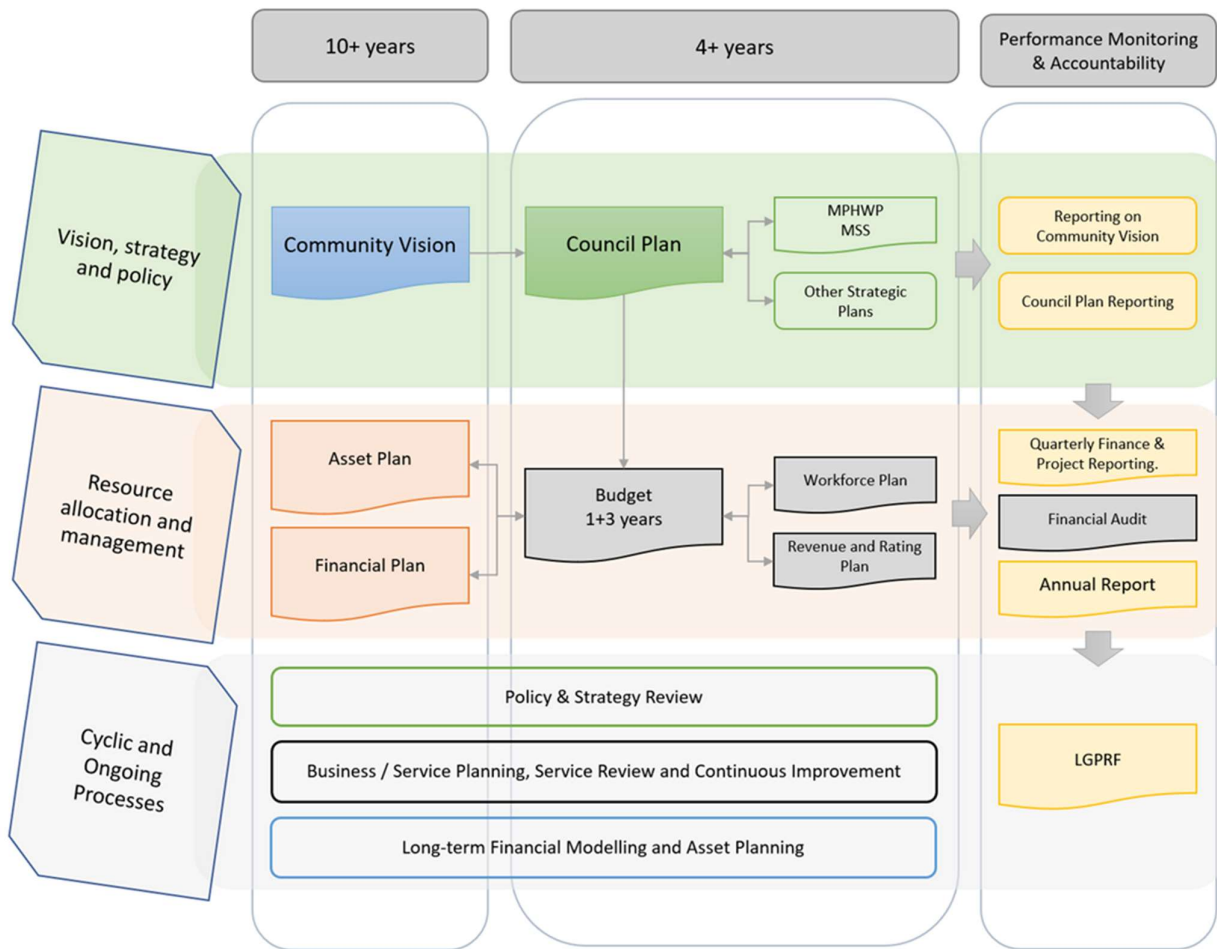 10+ years
4+ years
Performance Monitoring
& Accountability
Vision, strategy
and policy
Community Vision
Council Plan
MPHWP
MSS
Other Strategic
Plans
Reporting on
Community Vision
Council Plan Reporting
Resource
allocation and
management
Asset Plan
Financial Plan
Budget
1+3 years
Workforce Plan
Revenue and Rating
Plan
Quarterly Finance &
Project Reporting.
Financial Audit
Annual Report
Cyclic and
Ongoing
Processes
Policy & Strategy Review
Business / Service Planning, Service Review and Continuous Improvement
Long-term Financial Modelling and Asset Planning
LGPRF